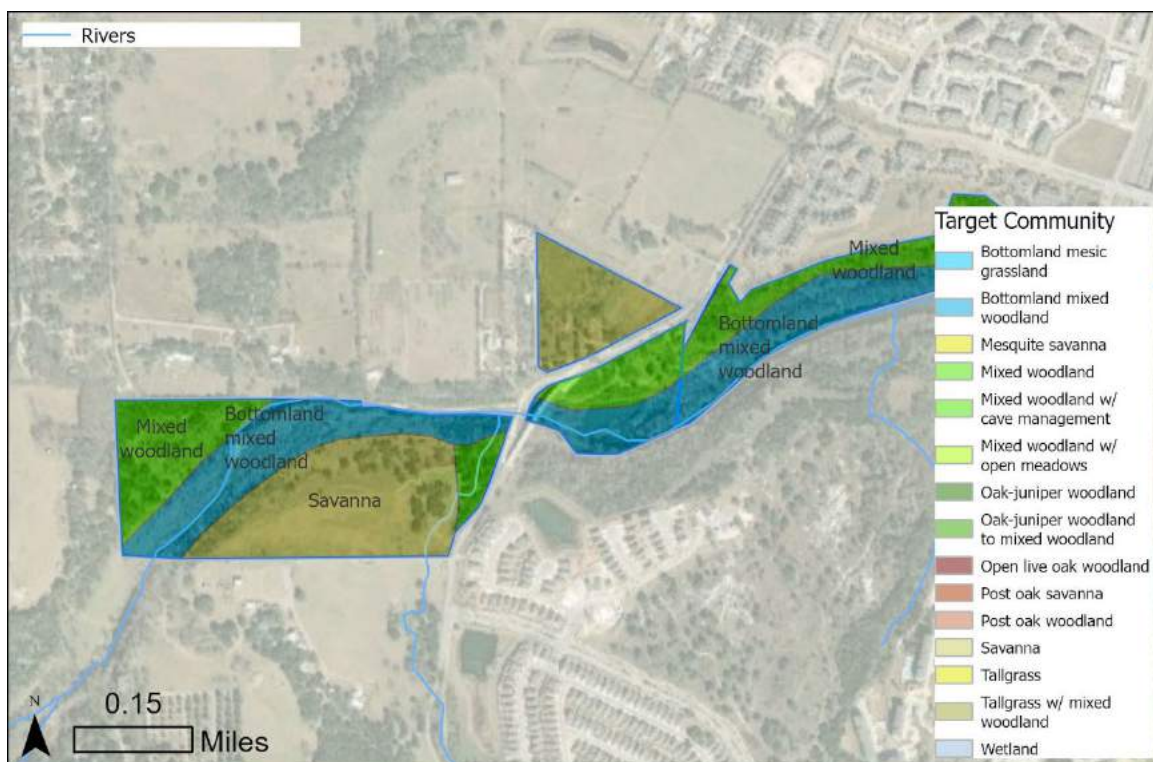 Rivers
Mixed
woodland
Bottomland
mixed
woodland
Mixed
woodland
Bottomland
mixed
woodland
Savanna
Target Community
Bottomland mesic
grassland
Bottomland mixed
woodland
Mesquite savanna
Mixed woodland
Mixed woodland w/
cave management
Mixed woodland w/
open meadows
Oak-juniper woodland
Oak-juniper woodland
to mixed woodland
Open live oak woodland
Post oak savanna
Post oak woodland
Savanna
Tallgrass
Tallgrass w/ mixed
woodland
Wetland
N
0.15
Miles